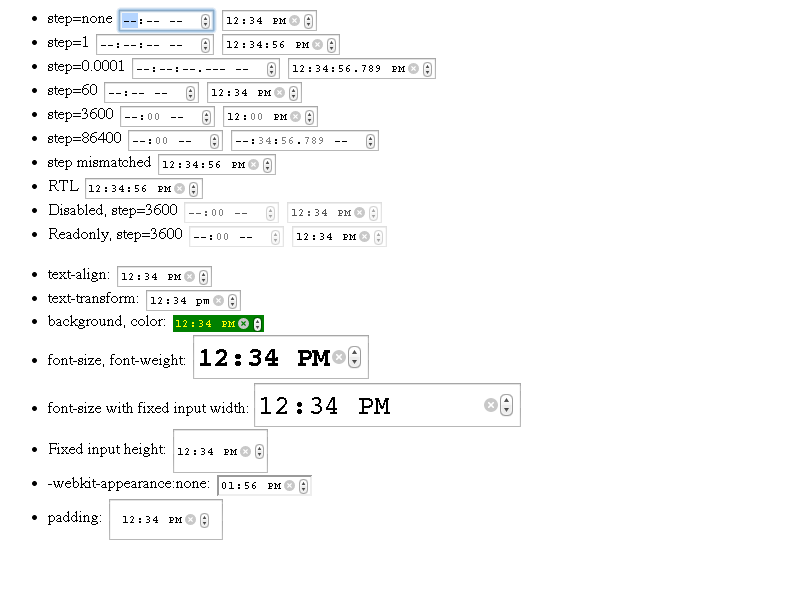 step=none --:-- -- 12:34 PM
step=1 --:--:-- -- 12:34:56 PM
step=0.0001 --:--:--.--- -- 12:34:56.789 PM
step=60 --:-- -- 12:34 PM
step=3600 --:00 -- 12:00 PM
step=86400 --:00 -- --:34:56.789 --
step mismatched 12:34:56 PM
RTL 12:34:56 PM
Disabled, step=3600 --:00 -- 12:34 PM
Readonly, step=3600 --:00 -- 12:34 PM
text-align: 12:34 PM
text-transform: 12:34 pm
background, color: 12:34 PM
font-size, font-weight: 12:34 PM
font-size with fixed input width: 12:34 PM
Fixed input height: 12:34 PM
-webkit-appearance:none: 01:56 PM
padding: 12:34 PM